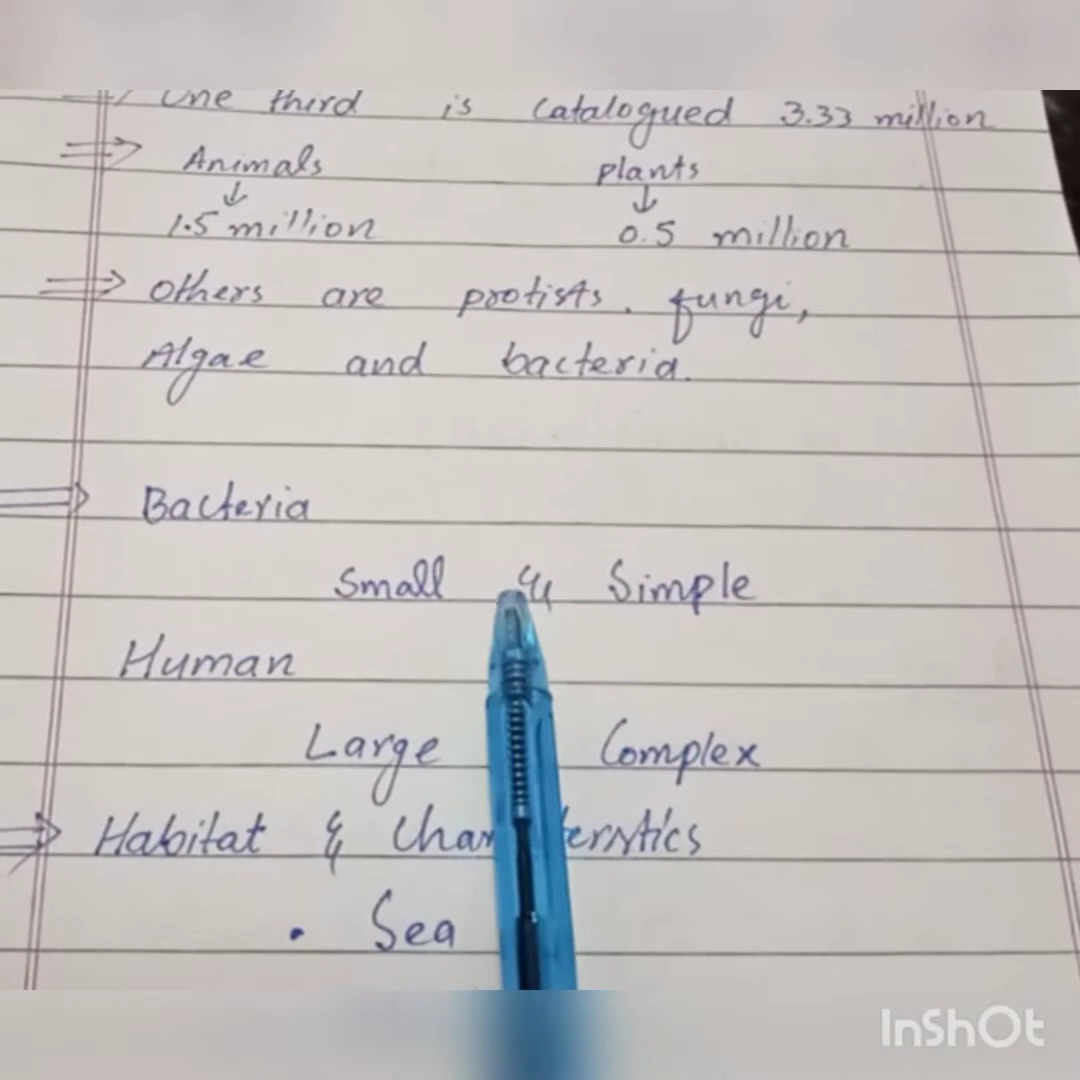 ⇒ One third is Catalogued 3.33 million
⇒ Animals plants
↓ ↓
1.5 million 0.5 million
⇒ Others are protists. fungi,
Algae and bacteria.
⇒ Bacteria
Small & Simple
Human
Large Complex
⇒ Habitat &
• Sea
InShOt